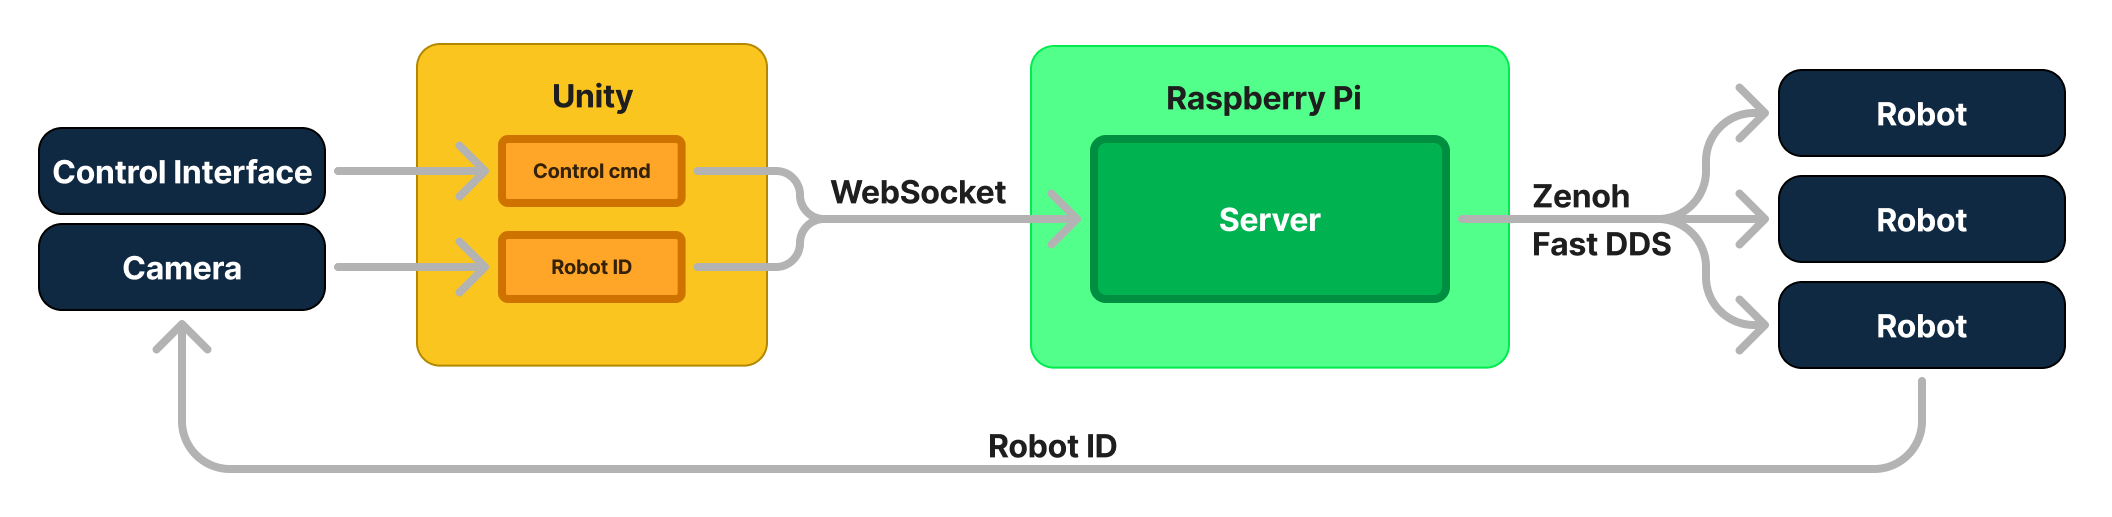 Control Interface
Camera
Unity
Control cmd
Robot ID
WebSocket
Raspberry Pi
Server
Zenoh
Fast DDS
Robot
Robot
Robot
Robot ID